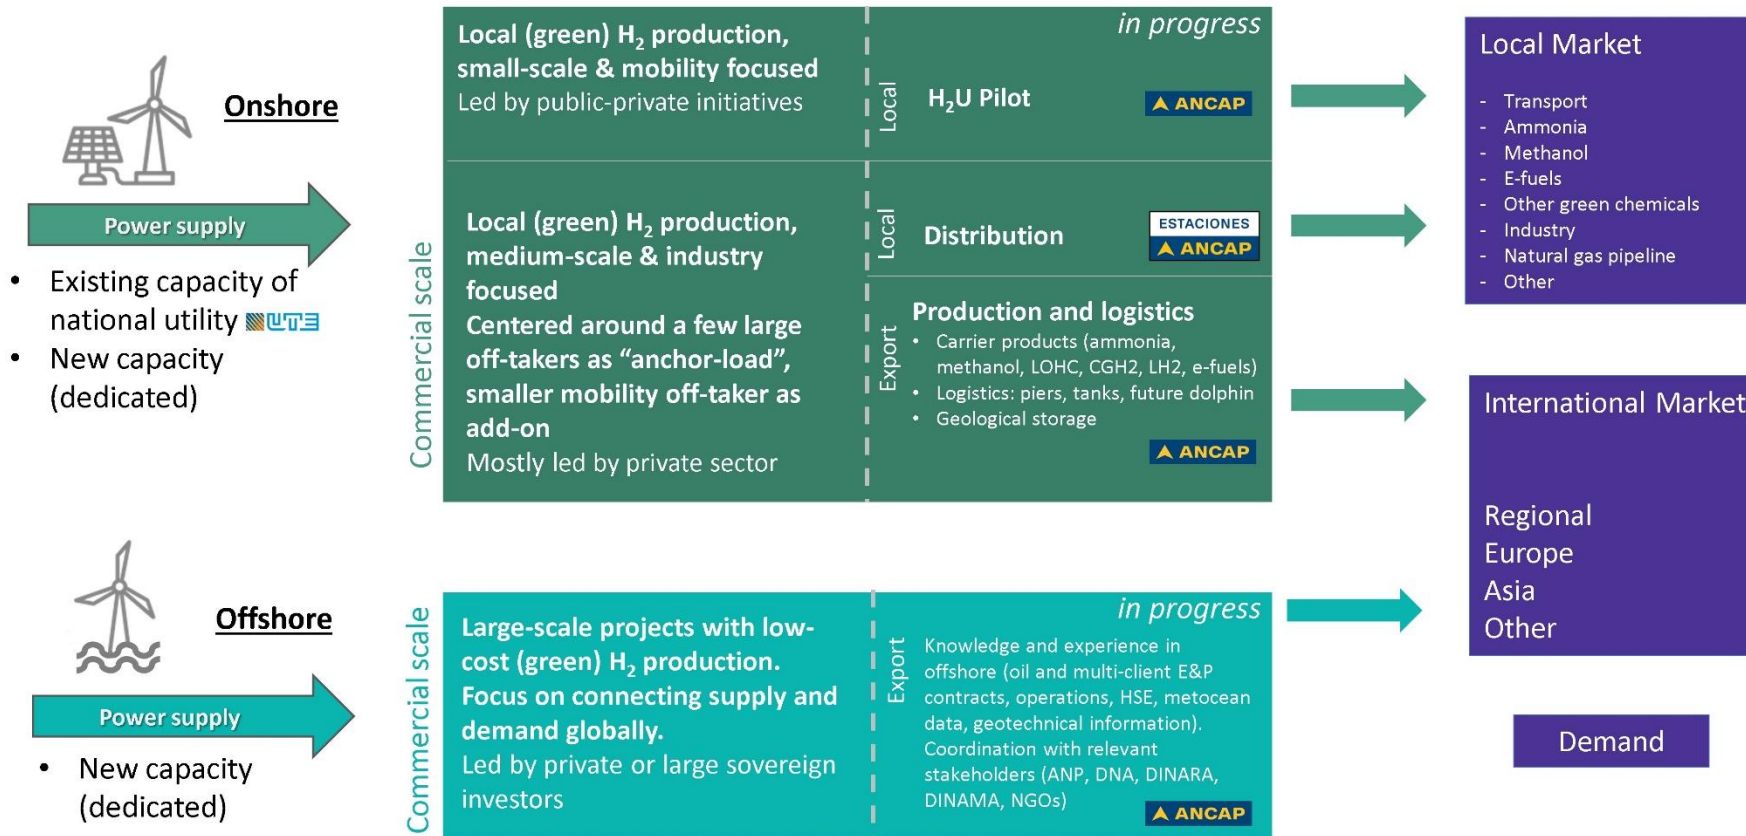 Onshore
Power supply
• Existing capacity of
national utility UTE
• New capacity
(dedicated)
Local (green) H₂ production,
small-scale & mobility focused
Led by public-private initiatives
Local
in progress
H₂U Pilot
ANCAP
Commercial scale
Local (green) H₂ production,
medium-scale & industry
focused
Centered around a few large
off-takers as “anchor-load”,
smaller mobility off-taker as
add-on
Mostly led by private sector
Local
Distribution
ESTACIONES
ANCAP
Export
Production and logistics
• Carrier products (ammonia,
methanol, LOHC, CGH2, LH2, e-fuels)
• Logistics: piers, tanks, future dolphin
• Geological storage
ANCAP
Local Market
- Transport
- Ammonia
- Methanol
- E-fuels
- Other green chemicals
- Industry
- Natural gas pipeline
- Other
International Market
Regional
Europe
Asia
Other
Demand
Offshore
Power supply
• New capacity
(dedicated)
Commercial scale
Large-scale projects with low-
cost (green) H₂ production.
Focus on connecting supply and
demand globally.
Led by private or large sovereign
investors
Export
in progress
Knowledge and experience in
offshore (oil and multi-client E&P
contracts, operations, HSE, metocean
data, geotechnical information).
Coordination with relevant
stakeholders (ANP, DNA, DINARA,
DINAMA, NGOs)
ANCAP